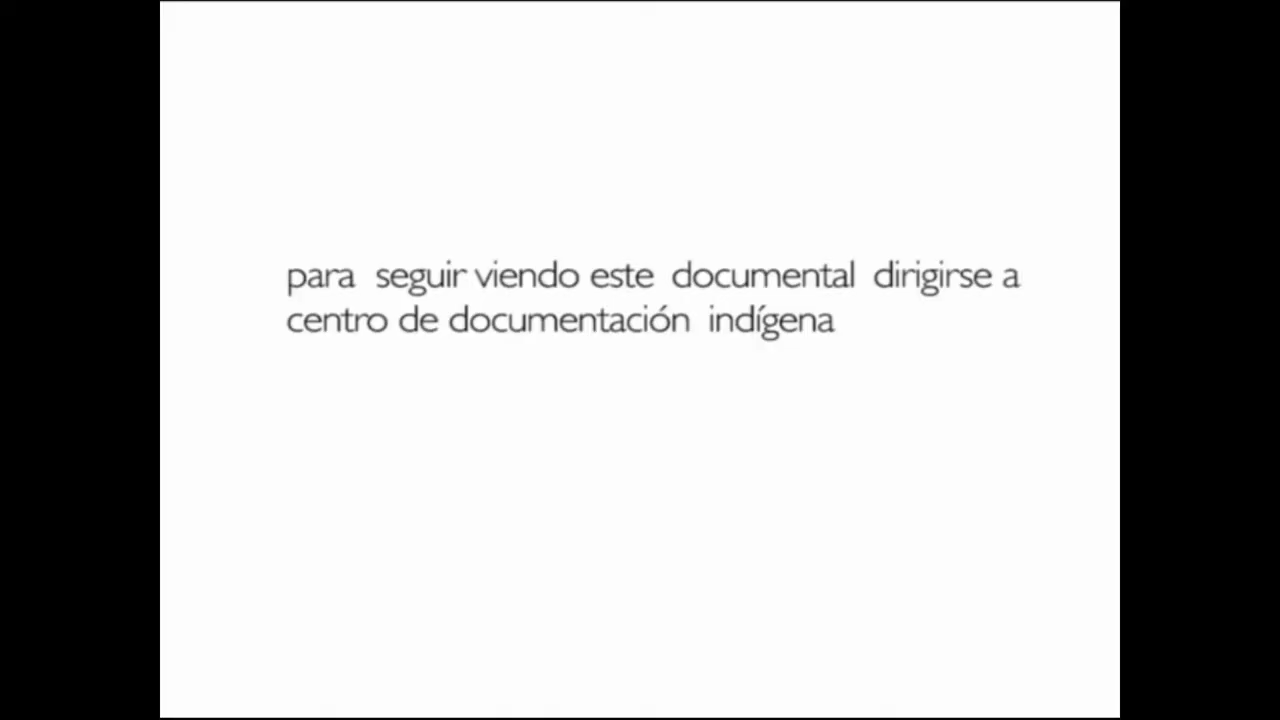 para seguir viendo este documental dirigirse a
centro de documentación indígena